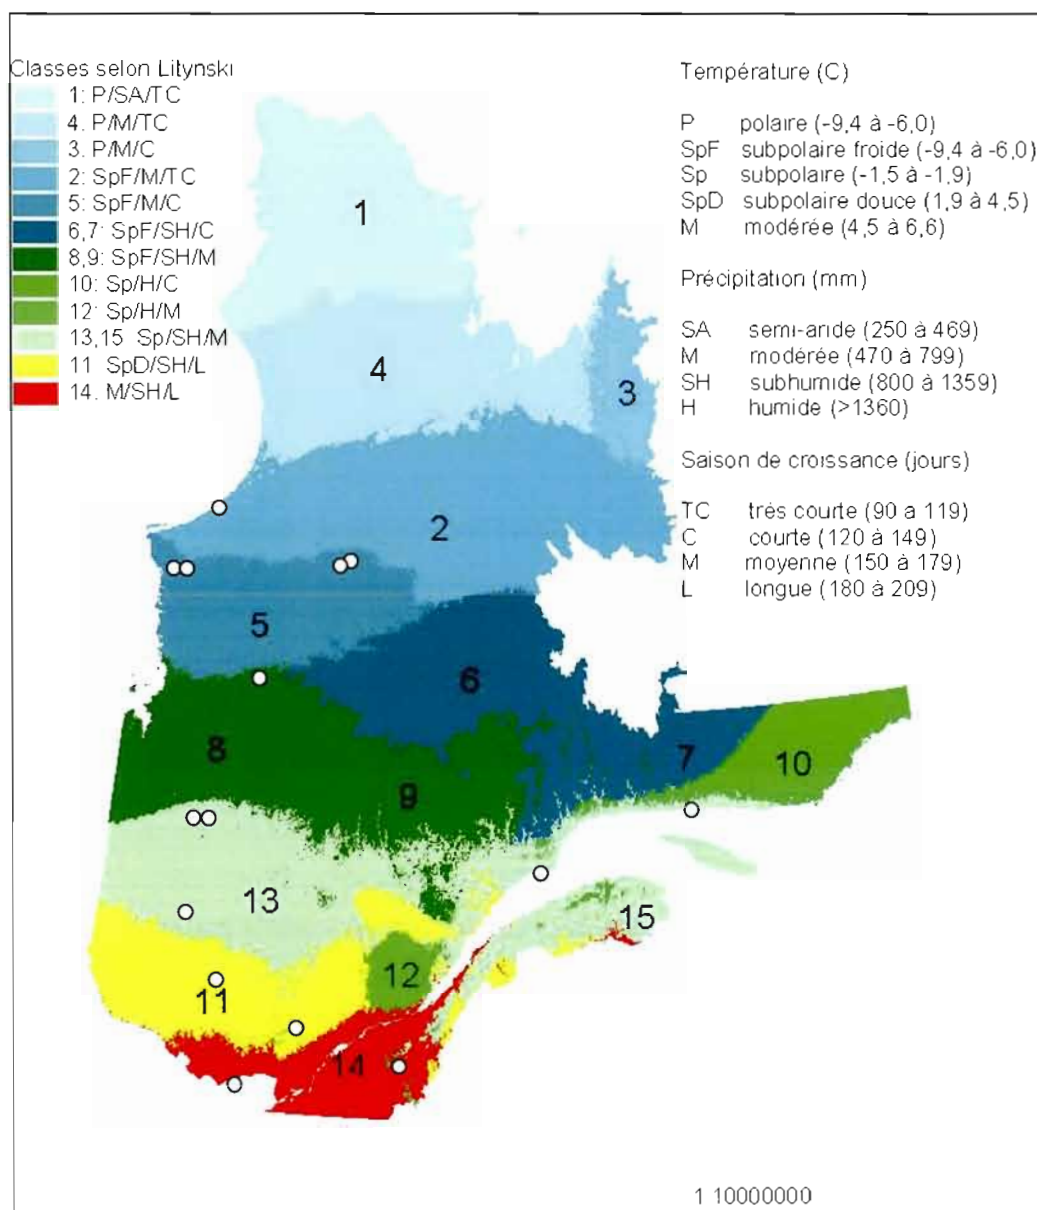 Classes selon Litynski
1: P/SA/TC
4. P/M/TC
3. P/M/C
2: SpF/M/TC
5: SpF/M/C
6,7: SpF/SH/C
8,9: SpF/SH/M
10: Sp/H/C
12: Sp/H/M
13,15 Sp/SH/M
11 SpD/SH/L
14. M/SH/L
Température (C)
P polaire (-9,4 à -6,0)
SpF subpolaire froide (-9,4 à -6,0)
Sp subpolaire (-1,5 à -1,9)
SpD subpolaire douce (1,9 à 4,5)
M modérée (4,5 à 6,6)
Précipitation (mm)
SA semi-aride (250 à 469)
M modérée (470 à 799)
SH subhumide (800 à 1359)
H humide (>1360)
Saison de croissance (jours)
TC très courte (90 a 119)
C courte (120 à 149)
M moyenne (150 à 179)
L longue (180 à 209)
1
4
3
2
5
6
8
7
10
9
13
15
12
11
14
1 10000000